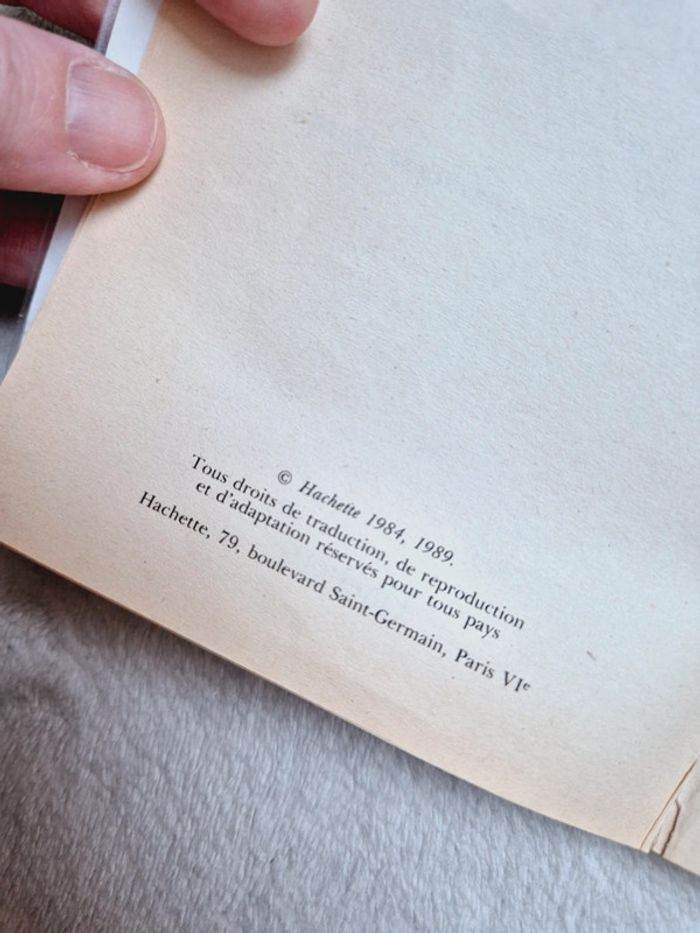 © Hachette 1984, 1989.
Tous droits de traduction, de reproduction
et d'adaptation réservés pour tous pays
Hachette, 79, boulevard Saint-Germain, Paris VIᵉ